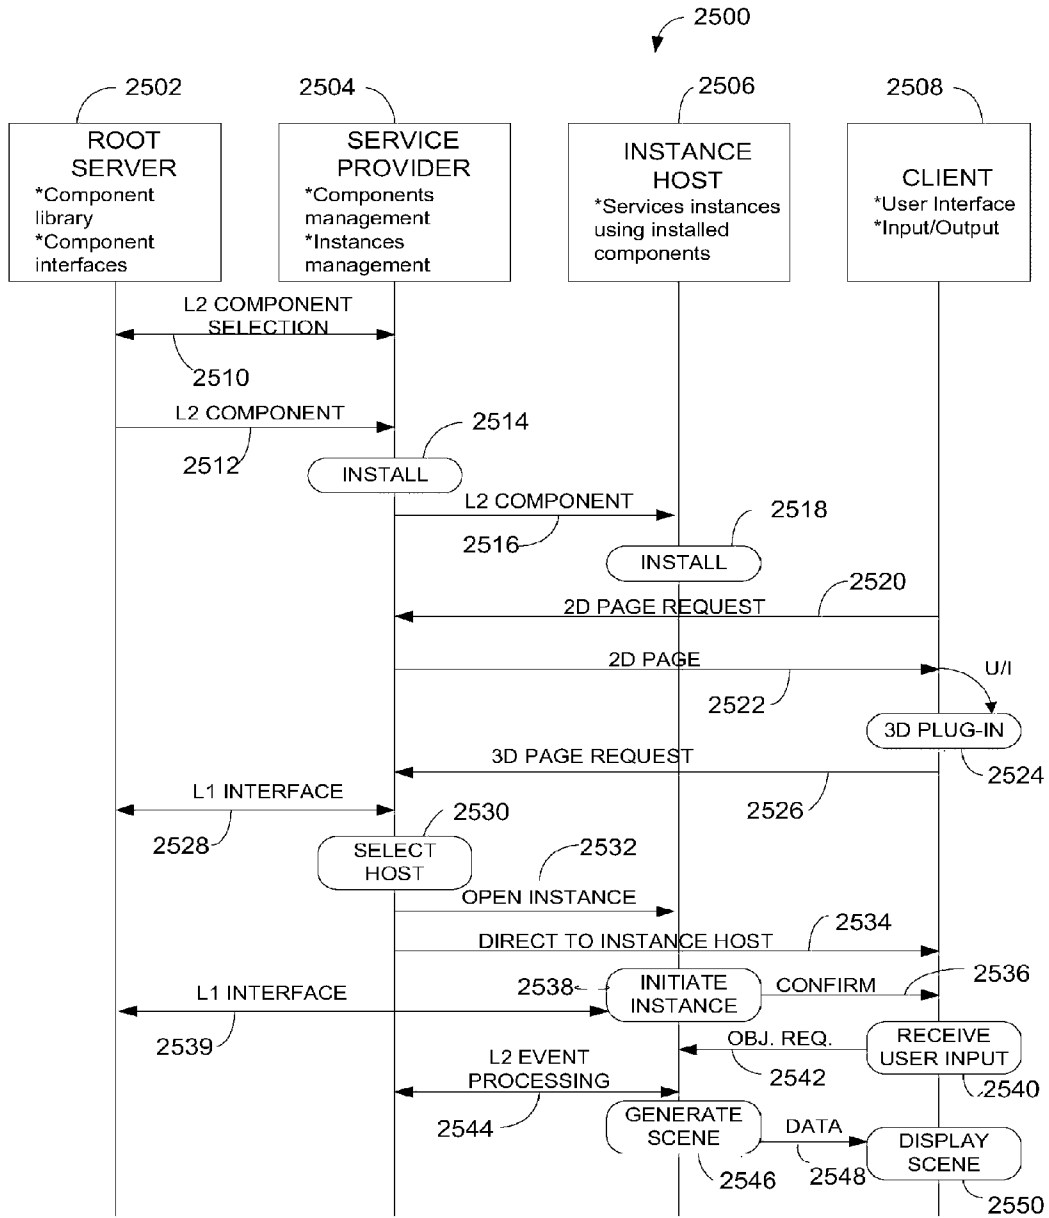 2500
2502
2504
2506
2508
ROOT
SERVER
*Component
library
*Component
interfaces
SERVICE
PROVIDER
*Components
management
*Instances
management
INSTANCE
HOST
*Services instances
using installed
components
CLIENT
*User Interface
*Input/Output
L2 COMPONENT
SELECTION
2510
L2 COMPONENT
2512
2514
INSTALL
L2 COMPONENT
2516
2518
INSTALL
2520
2D PAGE REQUEST
2D PAGE
U/I
2522
3D PLUG-IN
2524
3D PAGE REQUEST
2526
L1 INTERFACE
2528
2530
SELECT
HOST
2532
OPEN INSTANCE
2534
DIRECT TO INSTANCE HOST
2536
2538
INITIATE
INSTANCE
CONFIRM
L1 INTERFACE
2539
RECEIVE
USER INPUT
OBJ. REQ.
2542
2540
L2 EVENT
PROCESSING
2544
GENERATE
SCENE
DATA
2546
2548
DISPLAY
SCENE
2550